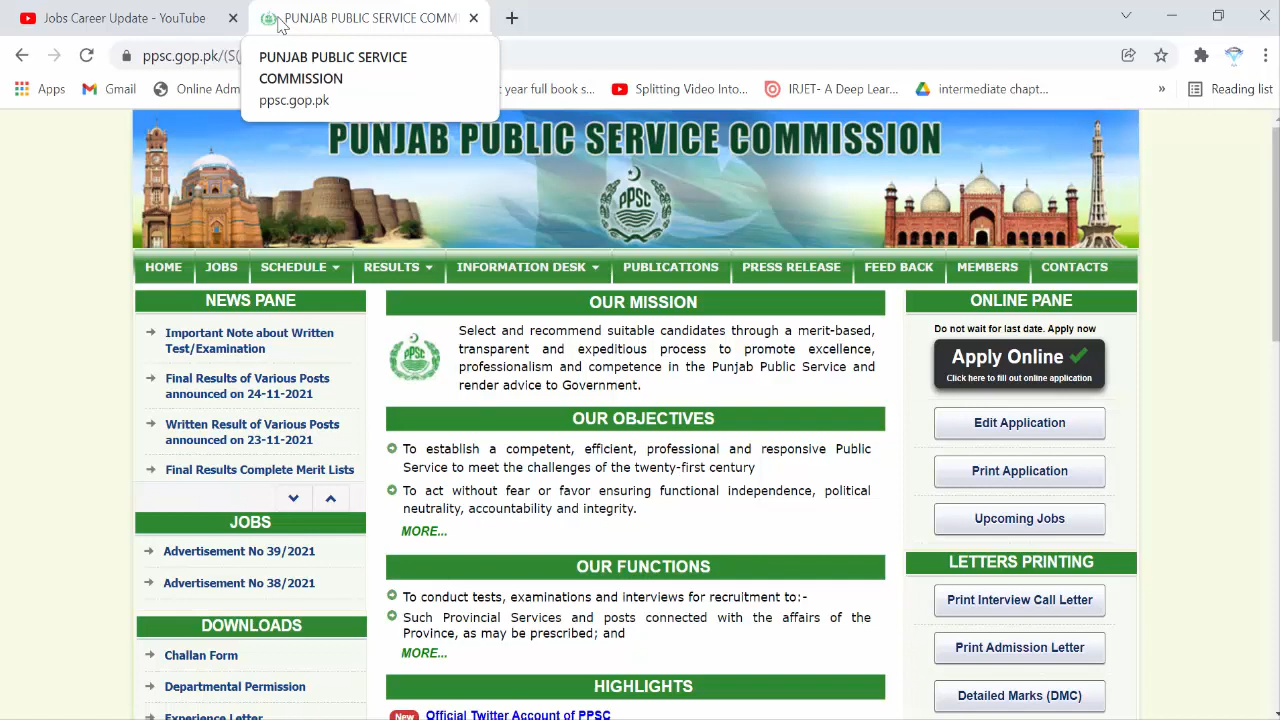 Jobs Career Update - YouTube
PUNJAB PUBLIC SERVICE COMM
ppsc.gop.pk/(S(
PUNJAB PUBLIC SERVICE
COMMISSION
ppsc.gop.pk
Apps
Gmail
Online Adm
year full book s...
Splitting Video Into...
IRJET- A Deep Lear...
intermediate chapt...
»
Reading list
PUNJAB PUBLIC SERVICE COMMISSION
HOME
JOBS
SCHEDULE
RESULTS
INFORMATION DESK
PUBLICATIONS
PRESS RELEASE
FEED BACK
MEMBERS
CONTACTS
NEWS PANE
Important Note about Written
Test/Examination
Final Results of Various Posts
announced on 24-11-2021
Written Result of Various Posts
announced on 23-11-2021
Final Results Complete Merit Lists
JOBS
Advertisement No 39/2021
Advertisement No 38/2021
DOWNLOADS
Challan Form
Departmental Permission
Experience Letter
OUR MISSION
PPSC
Select and recommend suitable candidates through a merit-based,
transparent and expeditious process to promote excellence,
professionalism and competence in the Punjab Public Service and
render advice to Government.
OUR OBJECTIVES
To establish a competent, efficient, professional and responsive Public
Service to meet the challenges of the twenty-first century
To act without fear or favor ensuring functional independence, political
neutrality, accountability and integrity.
MORE...
OUR FUNCTIONS
To conduct tests, examinations and interviews for recruitment to:-
Such Provincial Services and posts connected with the affairs of the
Province, as may be prescribed; and
MORE...
HIGHLIGHTS
New
Official Twitter Account of PPSC
ONLINE PANE
Do not wait for last date. Apply now
Apply Online
Click here to fill out online application
Edit Application
Print Application
Upcoming Jobs
LETTERS PRINTING
Print Interview Call Letter
Print Admission Letter
Detailed Marks (DMC)